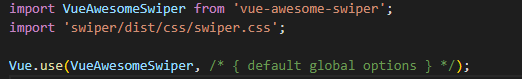 import VueAwesomeSwiper from 'vue-awesome-swiper';
import 'swiper/dist/css/swiper.css';
Vue.use(VueAwesomeSwiper, /* { default global options } */);